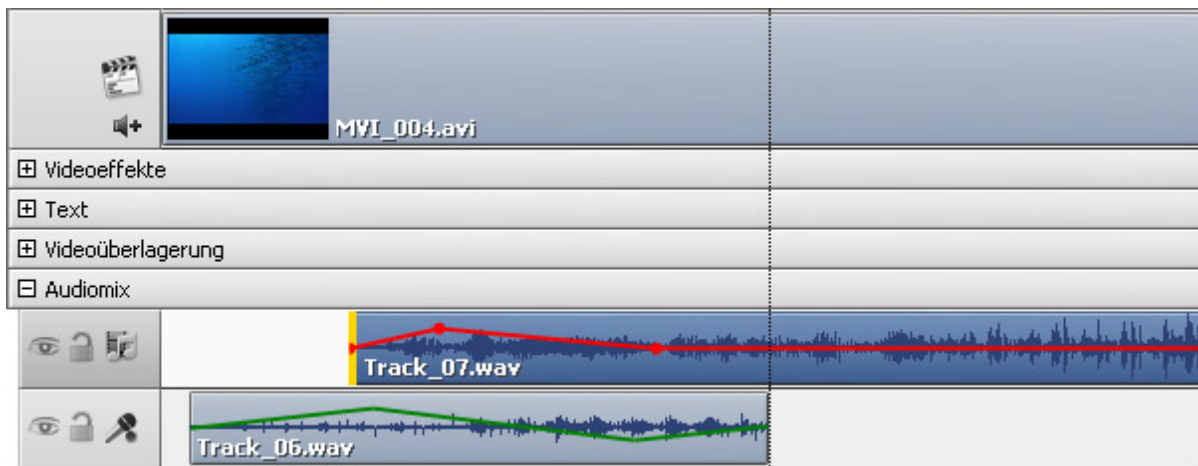 MVI_004.avi
Videoeffekte
Text
Videoüberlagerung
Audiomix
Track_07.wav
Track_06.wav